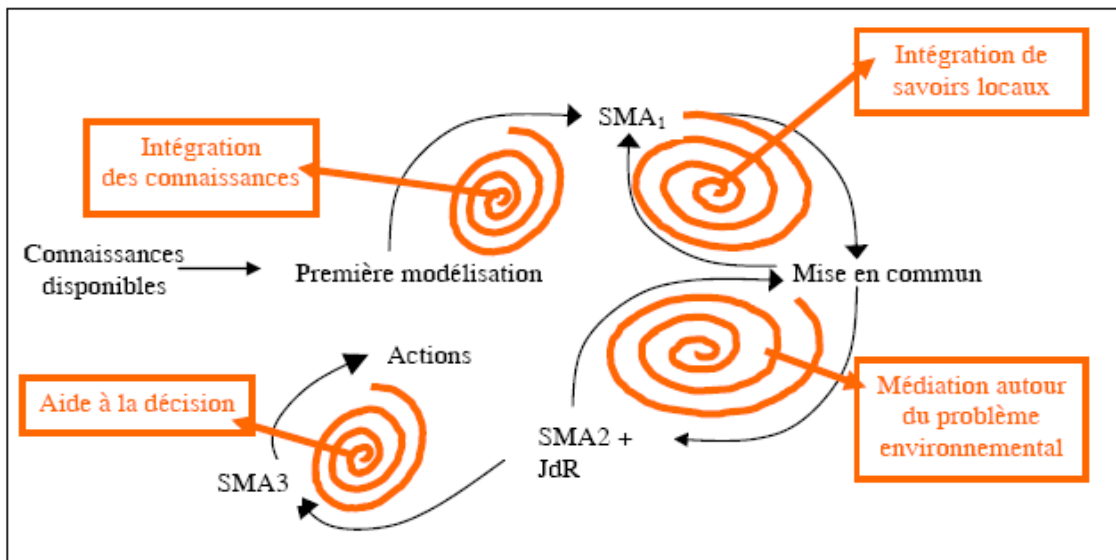 Intégration de
savoirs locaux
SMA₁
Intégration
des connaissances
Connaissances
disponibles
Première modélisation
Mise en commun
Actions
Aide à la décision
Médiation autour
du problème
environnemental
SMA2 +
JdR
SMA3